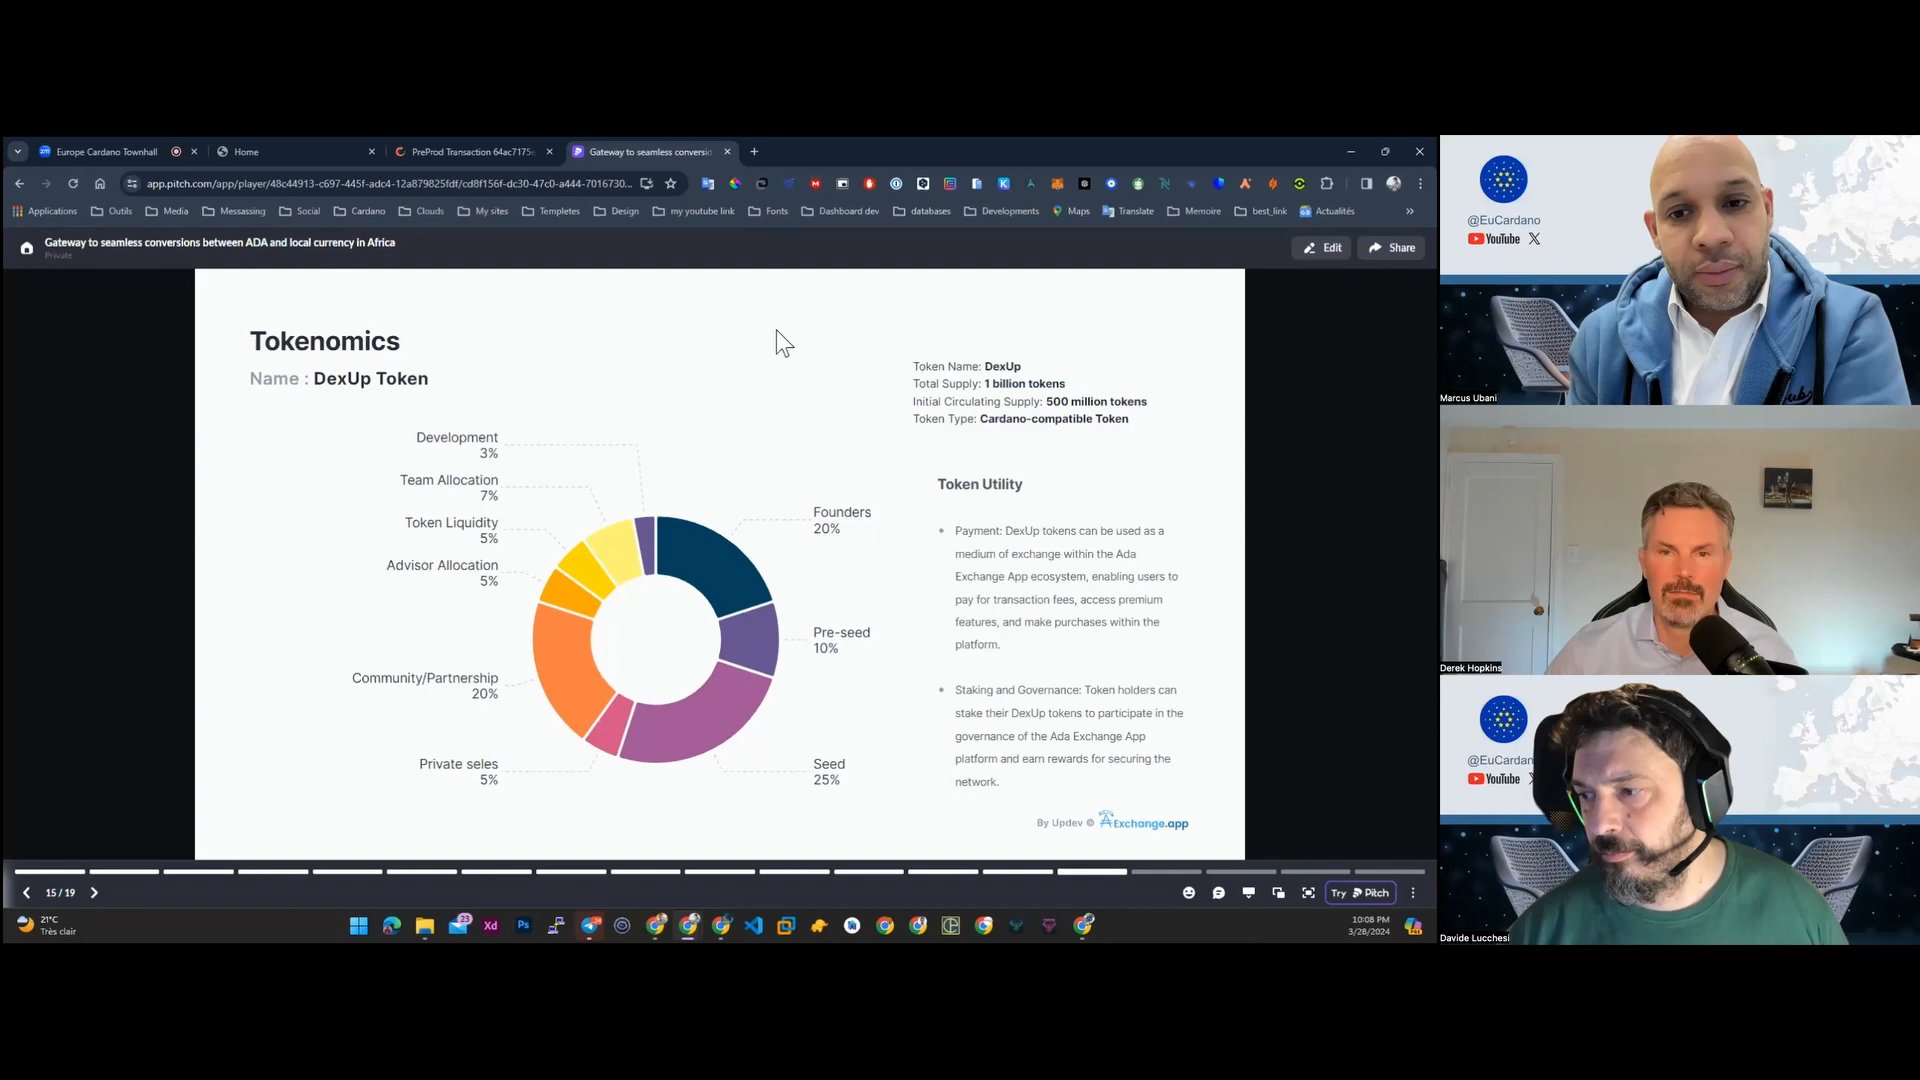 Europe Cardano Townhall
Home
PreProd Transaction 64ac7175
Gateway to seamless conversi
app.pitch.com/app/player/48c44913-c697-445f-adc4-12a879825fdf/cd8f156f-dc30-47c0-a444-7016730...
Applications
Outils
Media
Messassing
Social
Cardano
Clouds
My sites
Templetes
Design
my youtube link
Fonts
Dashboard dev
databases
Developments
Maps
Translate
Memoire
best_link
Actualités
Gateway to seamless conversions between ADA and local currency in Africa
Private
Edit
Share
Tokenomics
Name : DexUp Token
Token Name: DexUp
Total Supply: 1 billion tokens
Initial Circulating Supply: 500 million tokens
Token Type: Cardano-compatible Token
Development
3%
Team Allocation
7%
Token Liquidity
5%
Advisor Allocation
5%
Community/Partnership
20%
Private seles
5%
Founders
20%
Pre-seed
10%
Seed
25%
Token Utility
Payment: DexUp tokens can be used as a
medium of exchange within the Ada
Exchange App ecosystem, enabling users to
pay for transaction fees, access premium
features, and make purchases within the
platform.
Staking and Governance: Token holders can
stake their DexUp tokens to participate in the
governance of the Ada Exchange App
platform and earn rewards for securing the
network.
By Updev ©
Exchange.app
15 / 19
Try Pitch
21°C
Très clair
23
Xd
Ps
10:08 PM
3/28/2024
@EuCardano
YouTube X
Marcus Ubani
Derek Hopkins
@EuCardan
YouTube
Davide Lucchesi